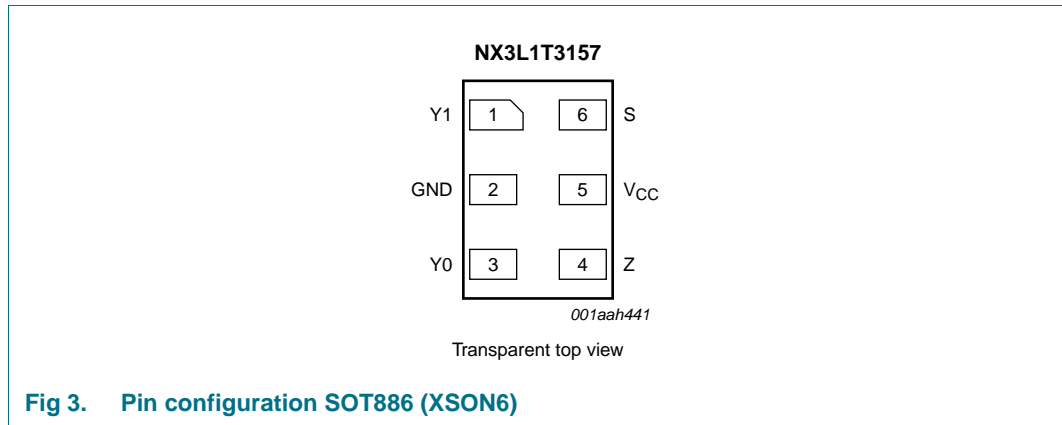 NX3L1T3157
Y1 1 6 S
GND 2 5 VCC
Y0 3 4 Z
001aah441
Transparent top view
Fig 3. Pin configuration SOT886 (XSON6)